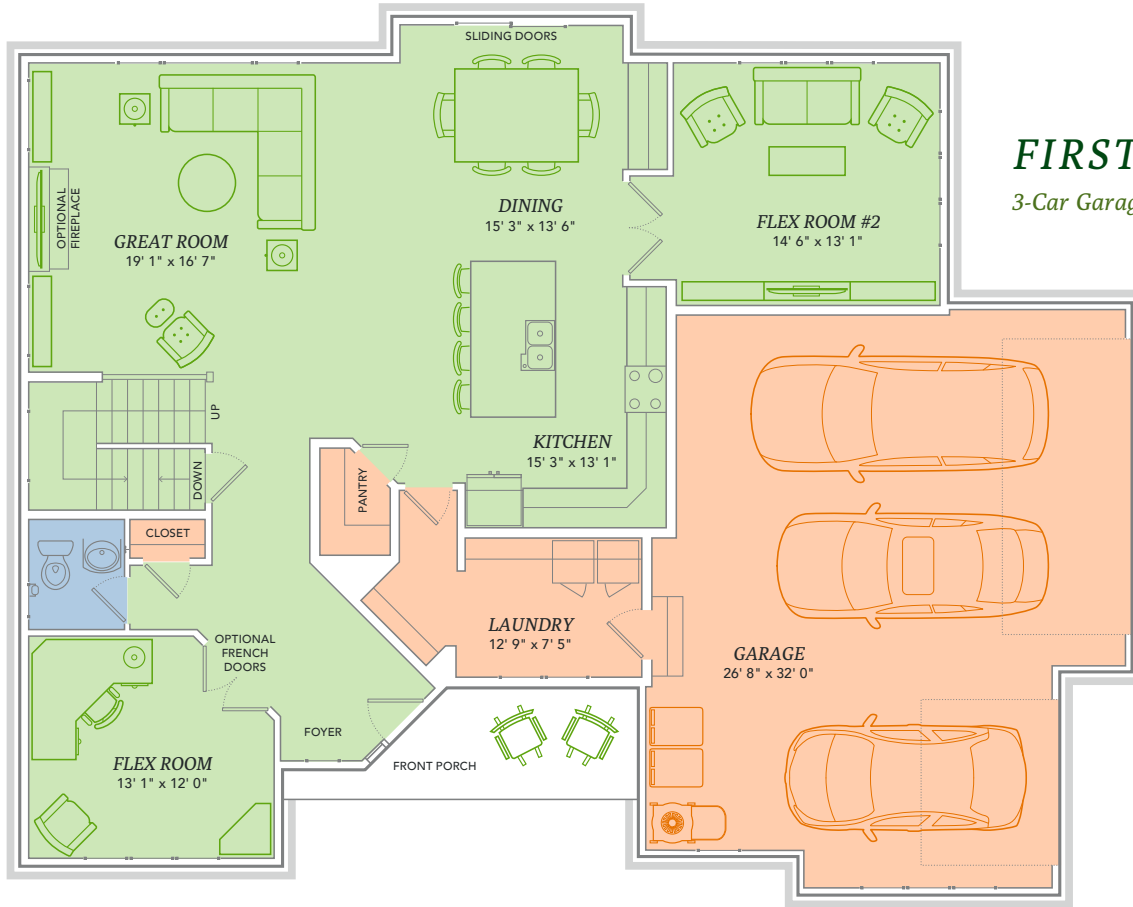 SLIDING DOORS
FIRST
3-Car Garag
OPTIONAL
FIREPLACE
GREAT ROOM
19' 1" x 16' 7"
DINING
15' 3" x 13' 6"
FLEX ROOM #2
14' 6" x 13' 1"
UP
DOWN
KITCHEN
15' 3" x 13' 1"
PANTRY
CLOSET
LAUNDRY
12' 9" x 7' 5"
GARAGE
26' 8" x 32' 0"
OPTIONAL
FRENCH
DOORS
FOYER
FRONT PORCH
FLEX ROOM
13' 1" x 12' 0"